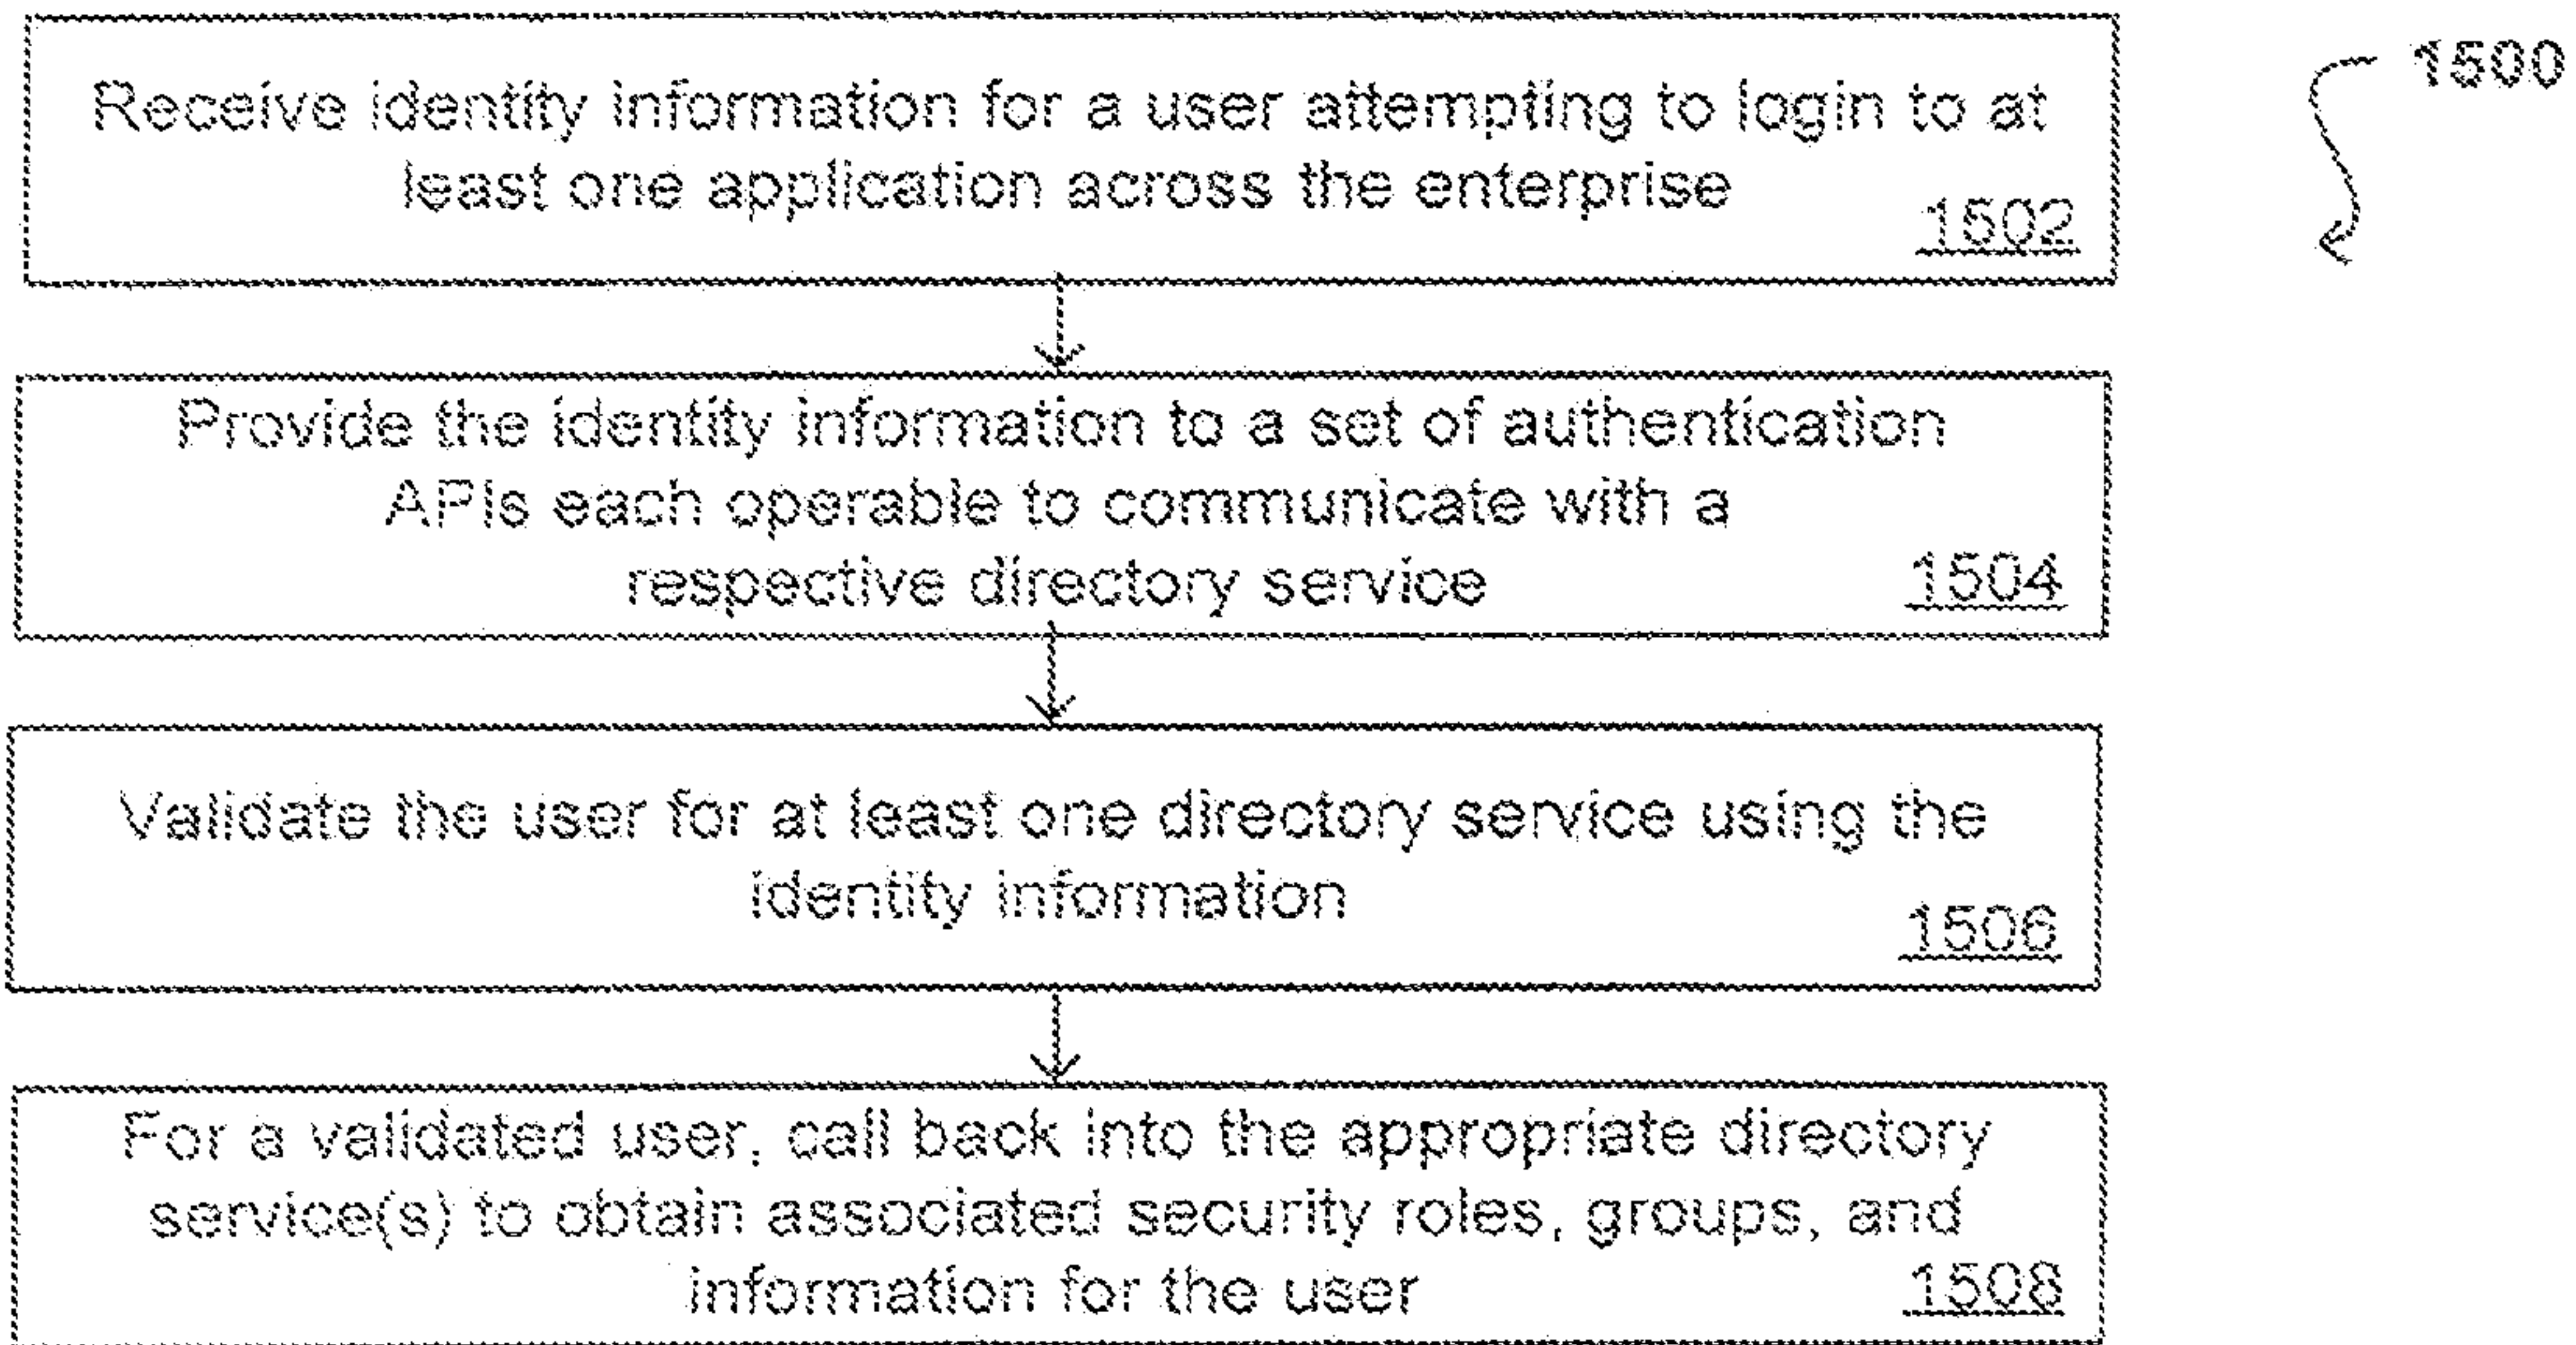 Receive identity information for a user attempting to login to at
least one application across the enterprise
1502
1500
Provide the identity information to a set of authentication
APIs each operable to communicate with a
respective directory service
1504
Validate the user for at least one directory service using the
identity information
1506
For a validated user, call back into the appropriate directory
service(s) to obtain associated security roles, groups, and
information for the user
1508